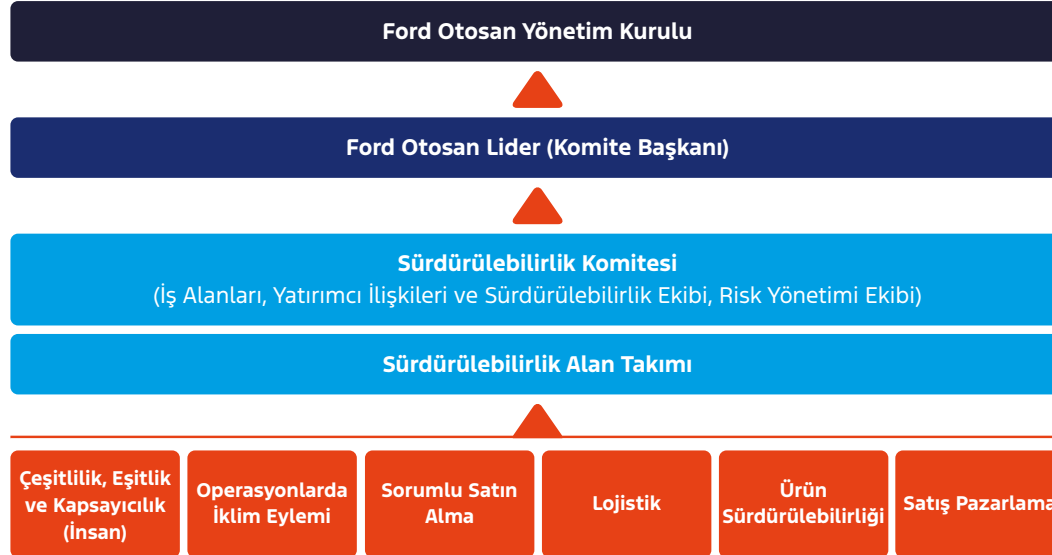 Ford Otosan Yönetim Kurulu
Ford Otosan Lider (Komite Başkanı)
Sürdürülebilirlik Komitesi
(İş Alanları, Yatırımcı İlişkileri ve Sürdürülebilirlik Ekibi, Risk Yönetimi Ekibi)
Sürdürülebilirlik Alan Takımı
Çeşitlilik, Eşitlik
ve Kapsayıcılık
(İnsan)
Operasyonlarda
İklim Eylemi
Sorumlu Satın
Alma
Lojistik
Ürün
Sürdürülebilirliği
Satış Pazarlama